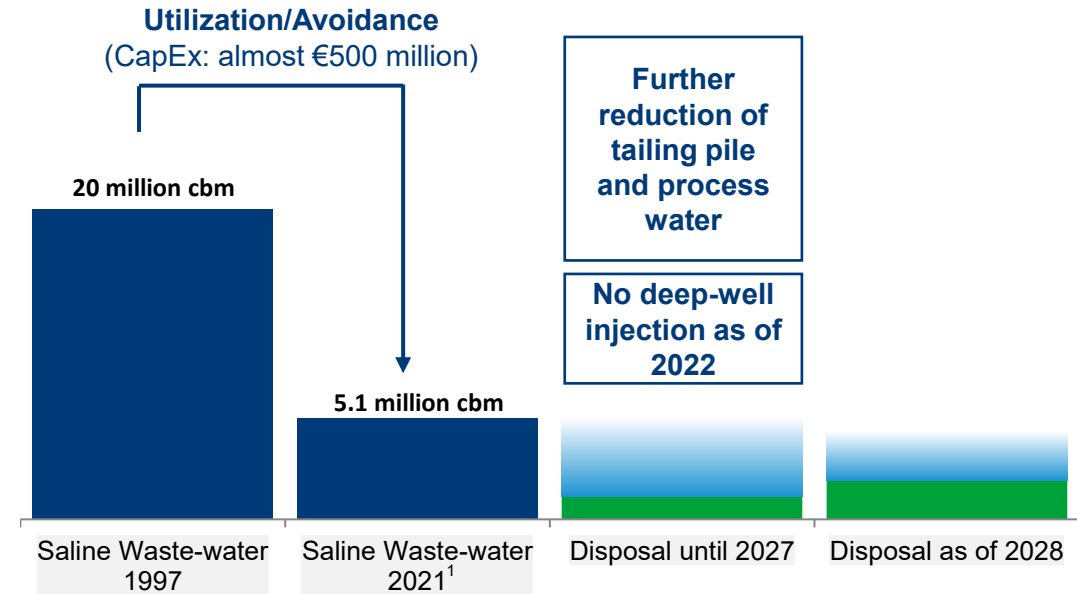 Utilization/Avoidance
(CapEx: almost €500 million)
20 million cbm
5.1 million cbm
Further
reduction of
tailing pile
and process
water
No deep-well
injection as of
2022
Saline Waste-water
1997
Saline Waste-water
2021¹
Disposal until 2027
Disposal as of 2028